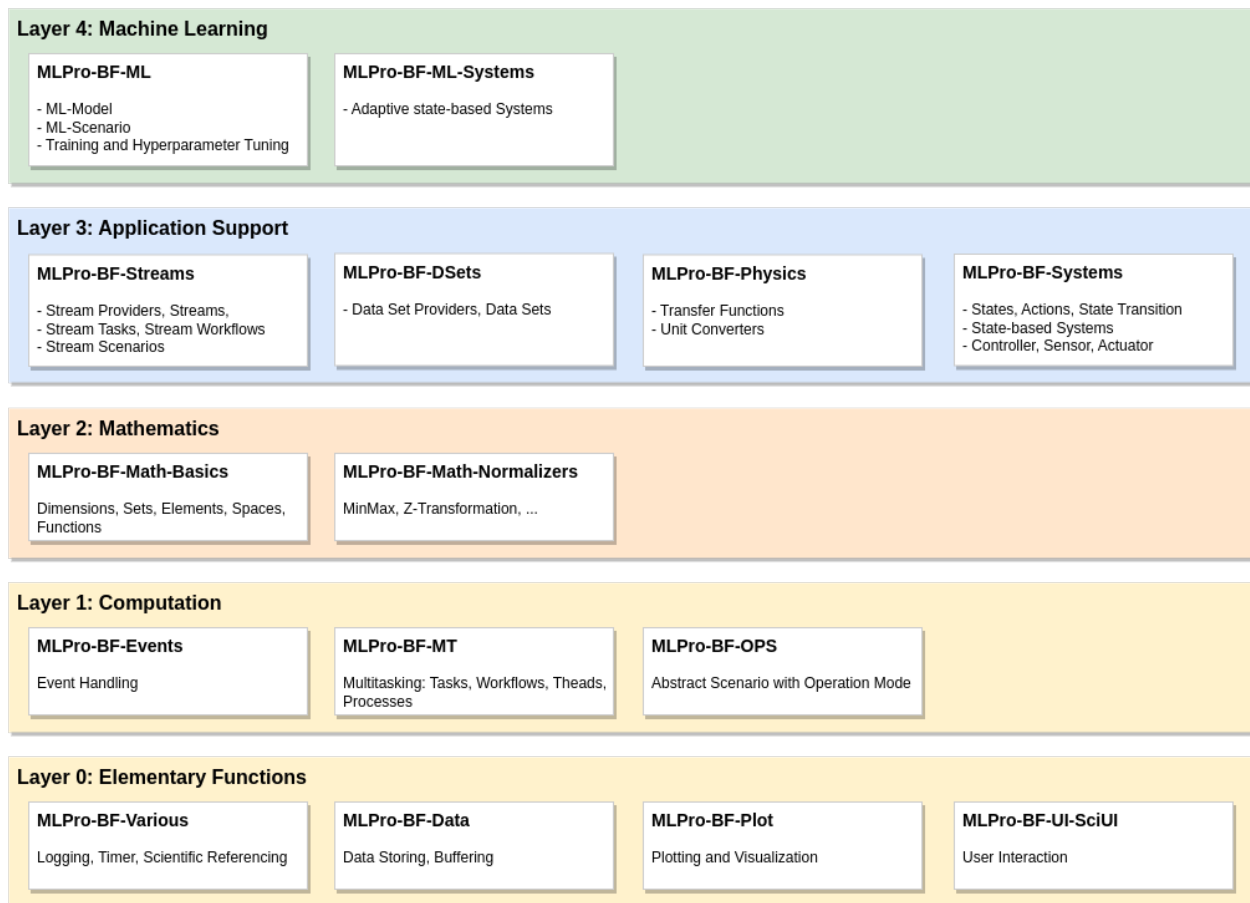 Layer 4: Machine Learning
MLPro-BF-ML
- ML-Model
- ML-Scenario
- Training and Hyperparameter Tuning
MLPro-BF-ML-Systems
- Adaptive state-based Systems
Layer 3: Application Support
MLPro-BF-Streams
- Stream Providers, Streams,
- Stream Tasks, Stream Workflows
- Stream Scenarios
MLPro-BF-DSets
- Data Set Providers, Data Sets
MLPro-BF-Physics
- Transfer Functions
- Unit Converters
MLPro-BF-Systems
- States, Actions, State Transition
- State-based Systems
- Controller, Sensor, Actuator
Layer 2: Mathematics
MLPro-BF-Math-Basics
Dimensions, Sets, Elements, Spaces,
Functions
MLPro-BF-Math-Normalizers
MinMax, Z-Transformation, ...
Layer 1: Computation
MLPro-BF-Events
Event Handling
MLPro-BF-MT
Multitasking: Tasks, Workflows, Theads,
Processes
MLPro-BF-OPS
Abstract Scenario with Operation Mode
Layer 0: Elementary Functions
MLPro-BF-Various
Logging, Timer, Scientific Referencing
MLPro-BF-Data
Data Storing, Buffering
MLPro-BF-Plot
Plotting and Visualization
MLPro-BF-UI-SciUI
User Interaction